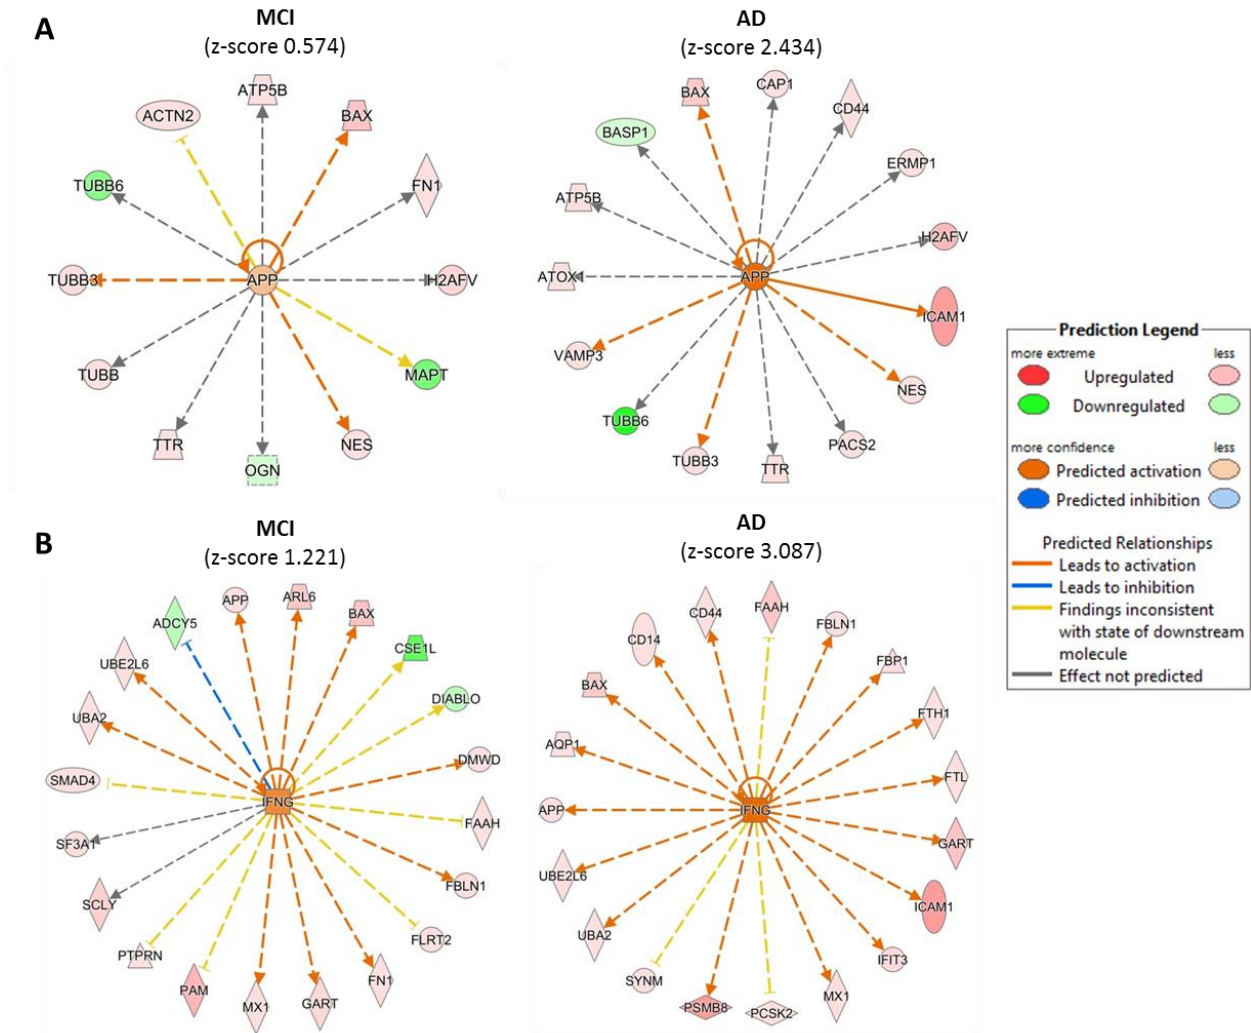 A
MCI
(z-score 0.574)
ATP5B
ACTN2
BAX
TUBB6
FN1
TUBB3
APP
H2AFV
TUBB
MAPT
TTR
NES
OGN
AD
(z-score 2.434)
CAP1
BAX
CD44
BASP1
ERMP1
ATP5B
H2AFV
ATOX1
APP
ICAM1
VAMP3
NES
TUBB6
PACS2
TUBB3
TTR
Prediction Legend
more extreme less
Upregulated
Downregulated
more confidence less
Predicted activation
Predicted inhibition
Predicted Relationships
Leads to activation
Leads to inhibition
Findings inconsistent
with state of downstream
molecule
Effect not predicted
B
MCI
(z-score 1.221)
APP
ARL6
BAX
ADCY5
CSE1L
UBE2L6
DIABLO
UBA2
DMWD
SMAD4
IFNG
FAAH
SF3A1
FBLN1
SCLY
FLRT2
PTPRN
FN1
PAM
MX1
GART
AD
(z-score 3.087)
FAAH
CD44
FBLN1
CD14
FBP1
BAX
FTH1
AQP1
FTL
APP
IFNG
GART
UBE2L6
ICAM1
UBA2
IFIT3
SYNM
MX1
PSMB8
PCSK2